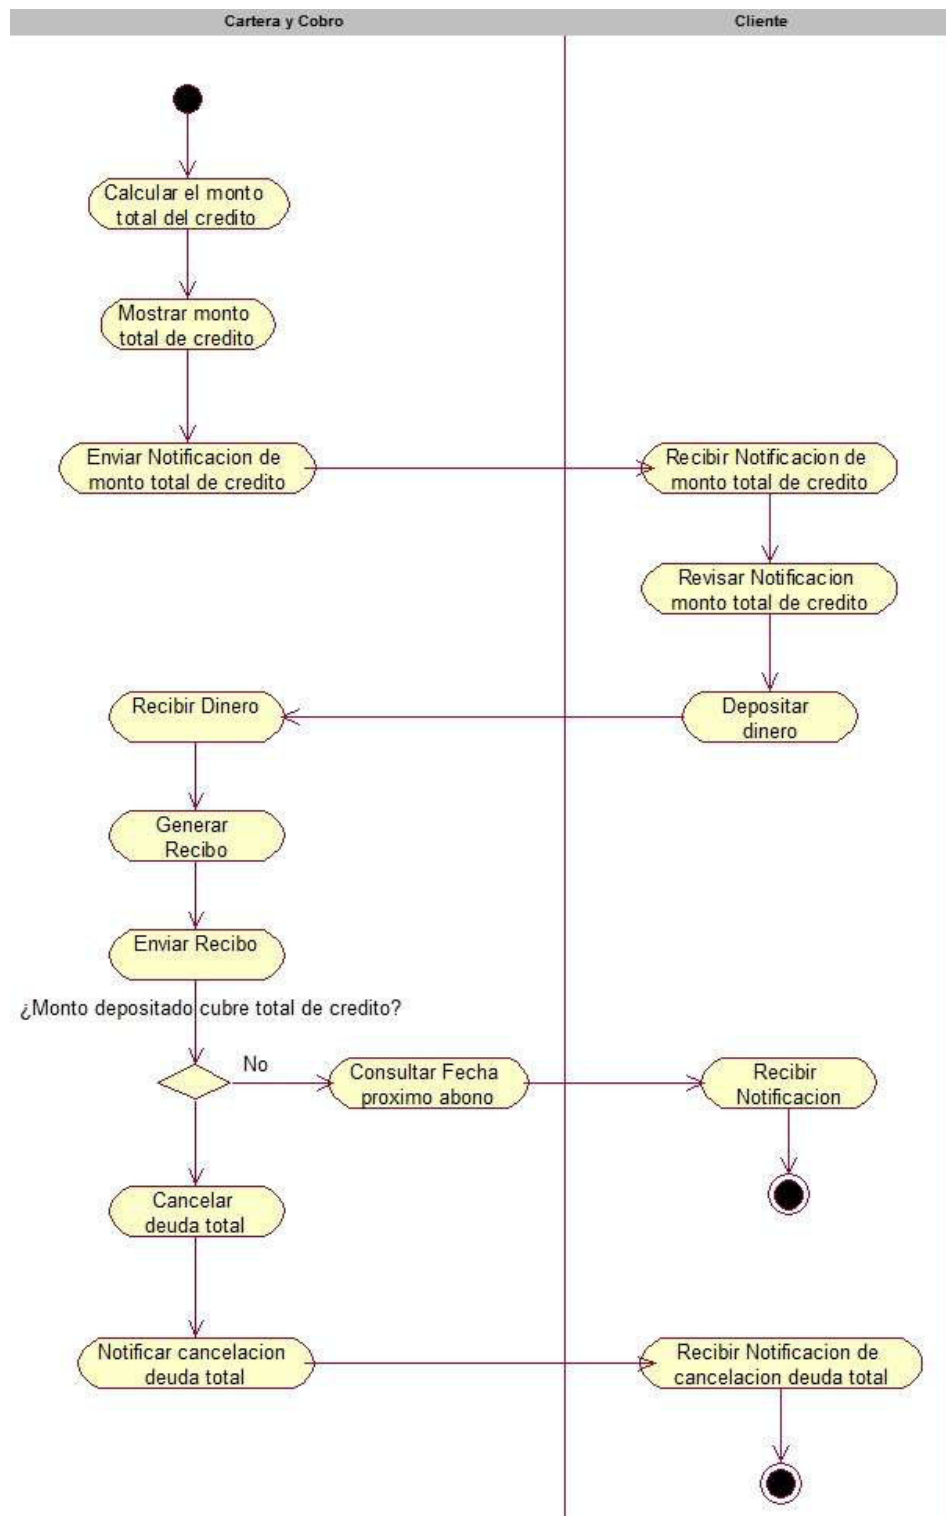 Cartera y Cobro
Cliente
Calcular el monto
total del credito
Mostrar monto
total de credito
Enviar Notificacion de
monto total de credito
Recibir Notificacion de
monto total de credito
Revisar Notificacion
monto total de credito
Depositar
dinero
Recibir Dinero
Generar
Recibo
Enviar Recibo
¿Monto depositado cubre total de credito?
No
Consultar Fecha
proximo abono
Recibir
Notificacion
Cancelar
deuda total
Notificar cancelacion
deuda total
Recibir Notificacion de
cancelacion deuda total